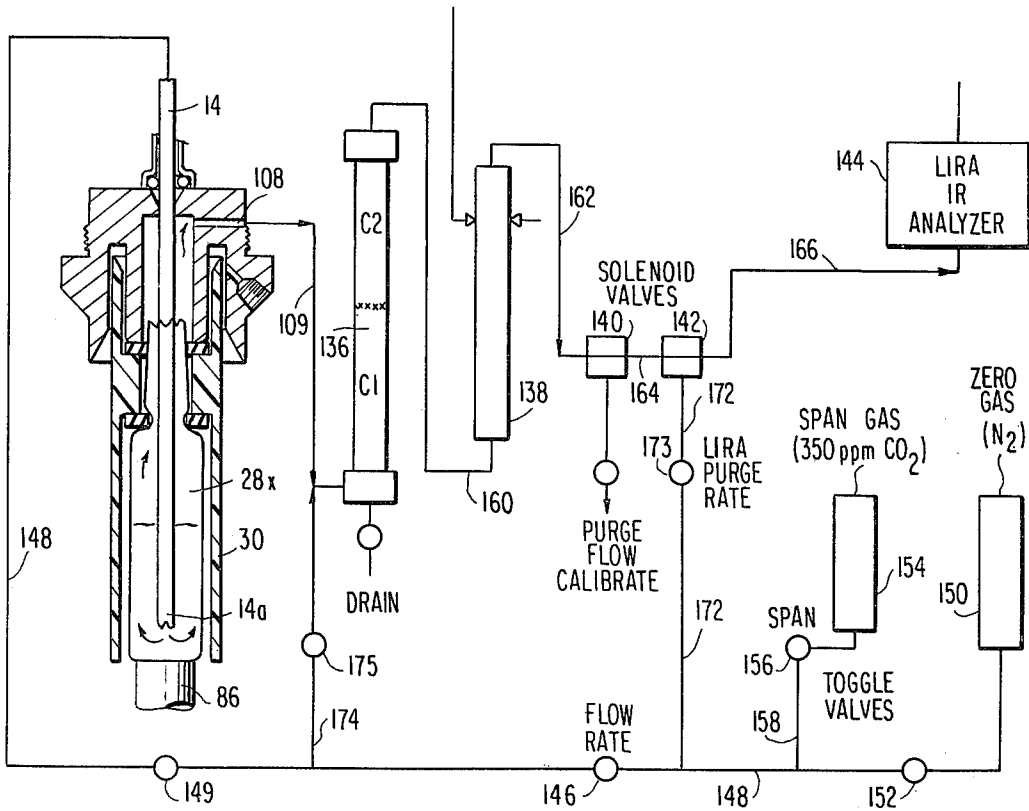 14
108
109
C2
xxxx
136
C1
138
162
SOLENOID
VALVES
140
142
164
166
144
LIRA
IR
ANALYZER
172
173
LIRA
PURGE
RATE
SPAN GAS
(350 ppm CO2)
ZERO
GAS
(N2)
160
PURGE
FLOW
CALIBRATE
28x
30
148
14a
86
DRAIN
175
174
172
154
150
SPAN
156
TOGGLE
VALVES
158
FLOW
RATE
149
146
148
152